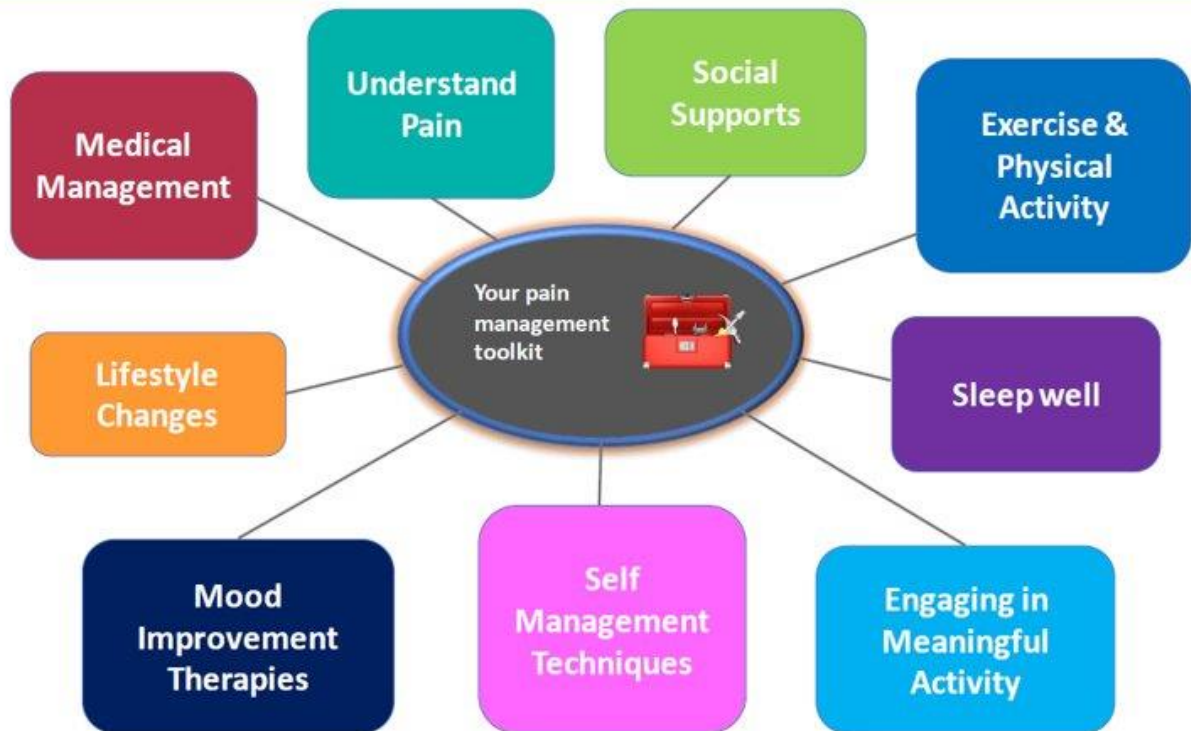 Understand
Pain
Social
Supports
Medical
Management
Exercise &
Physical
Activity
Your pain
management
toolkit
Lifestyle
Changes
Sleep well
Mood
Improvement
Therapies
Self
Management
Techniques
Engaging in
Meaningful
Activity